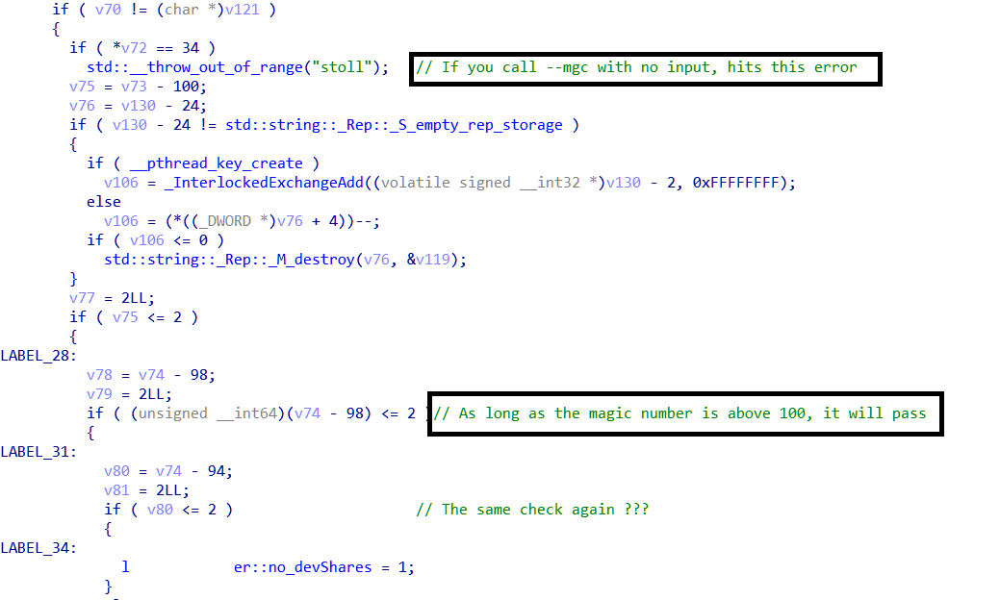 if ( v70 != (char *)v121 )
{
if ( *v72 == 34 )
std::__throw_out_of_range("stoll"); // If you call --mgc with no input, hits this error
v75 = v73 - 100;
v76 = v130 - 24;
if ( v130 - 24 != std::string::_Rep::_S_empty_rep_storage )
{
if ( __pthread_key_create )
v106 = _InterlockedExchangeAdd((volatile signed __int32 *)v130 - 2, 0xFFFFFFFF);
else
v106 = (*((_DWORD *)v76 + 4))--;
if ( v106 <= 0 )
std::string::_Rep::_M_destroy(v76, &v119);
}
v77 = 2LL;
if ( v75 <= 2 )
{
LABEL_28:
v78 = v74 - 98;
v79 = 2LL;
if ( (unsigned __int64)(v74 - 98) <= 2 // As long as the magic number is above 100, it will pass
{
LABEL_31:
v80 = v74 - 94;
v81 = 2LL;
if ( v80 <= 2 ) // The same check again ???
{
LABEL_34:
l er::no_devShares = 1;
}